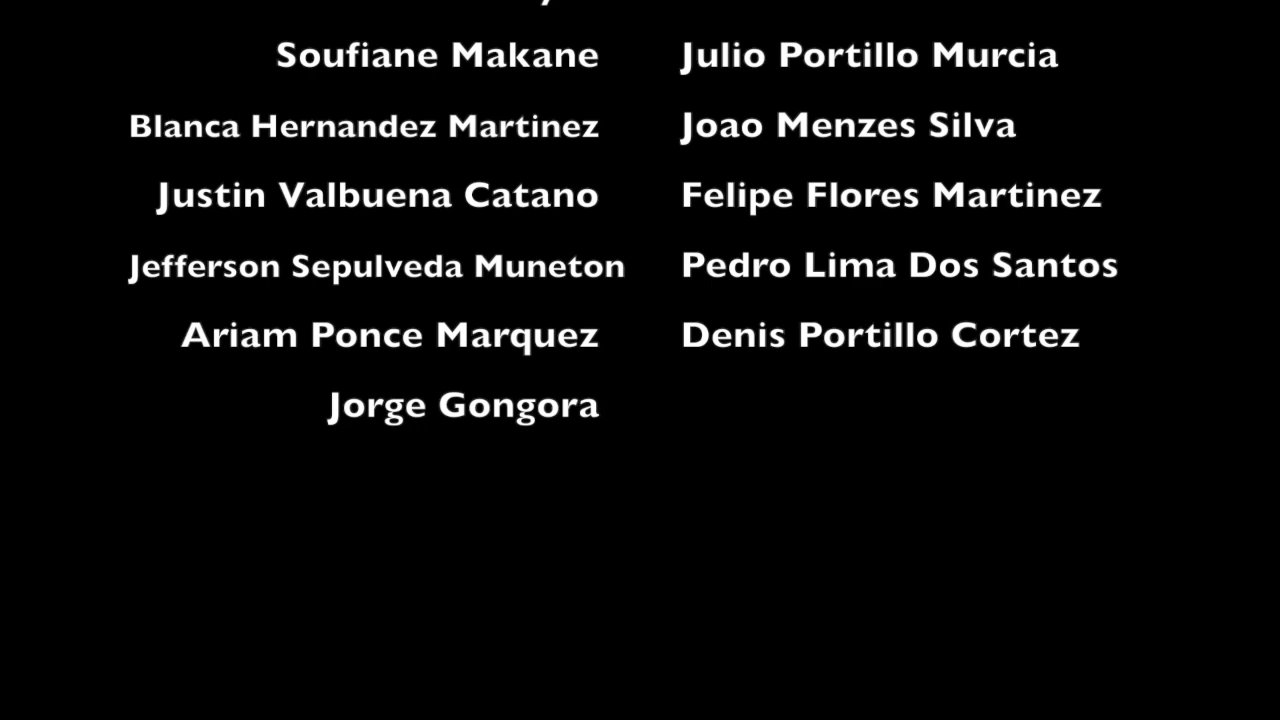 Soufiane Makane Julio Portillo Murcia
Blanca Hernandez Martinez Joao Menzes Silva
Justin Valbuena Catano Felipe Flores Martinez
Jefferson Sepulveda Muneton Pedro Lima Dos Santos
Ariam Ponce Marquez Denis Portillo Cortez
Jorge Gongora